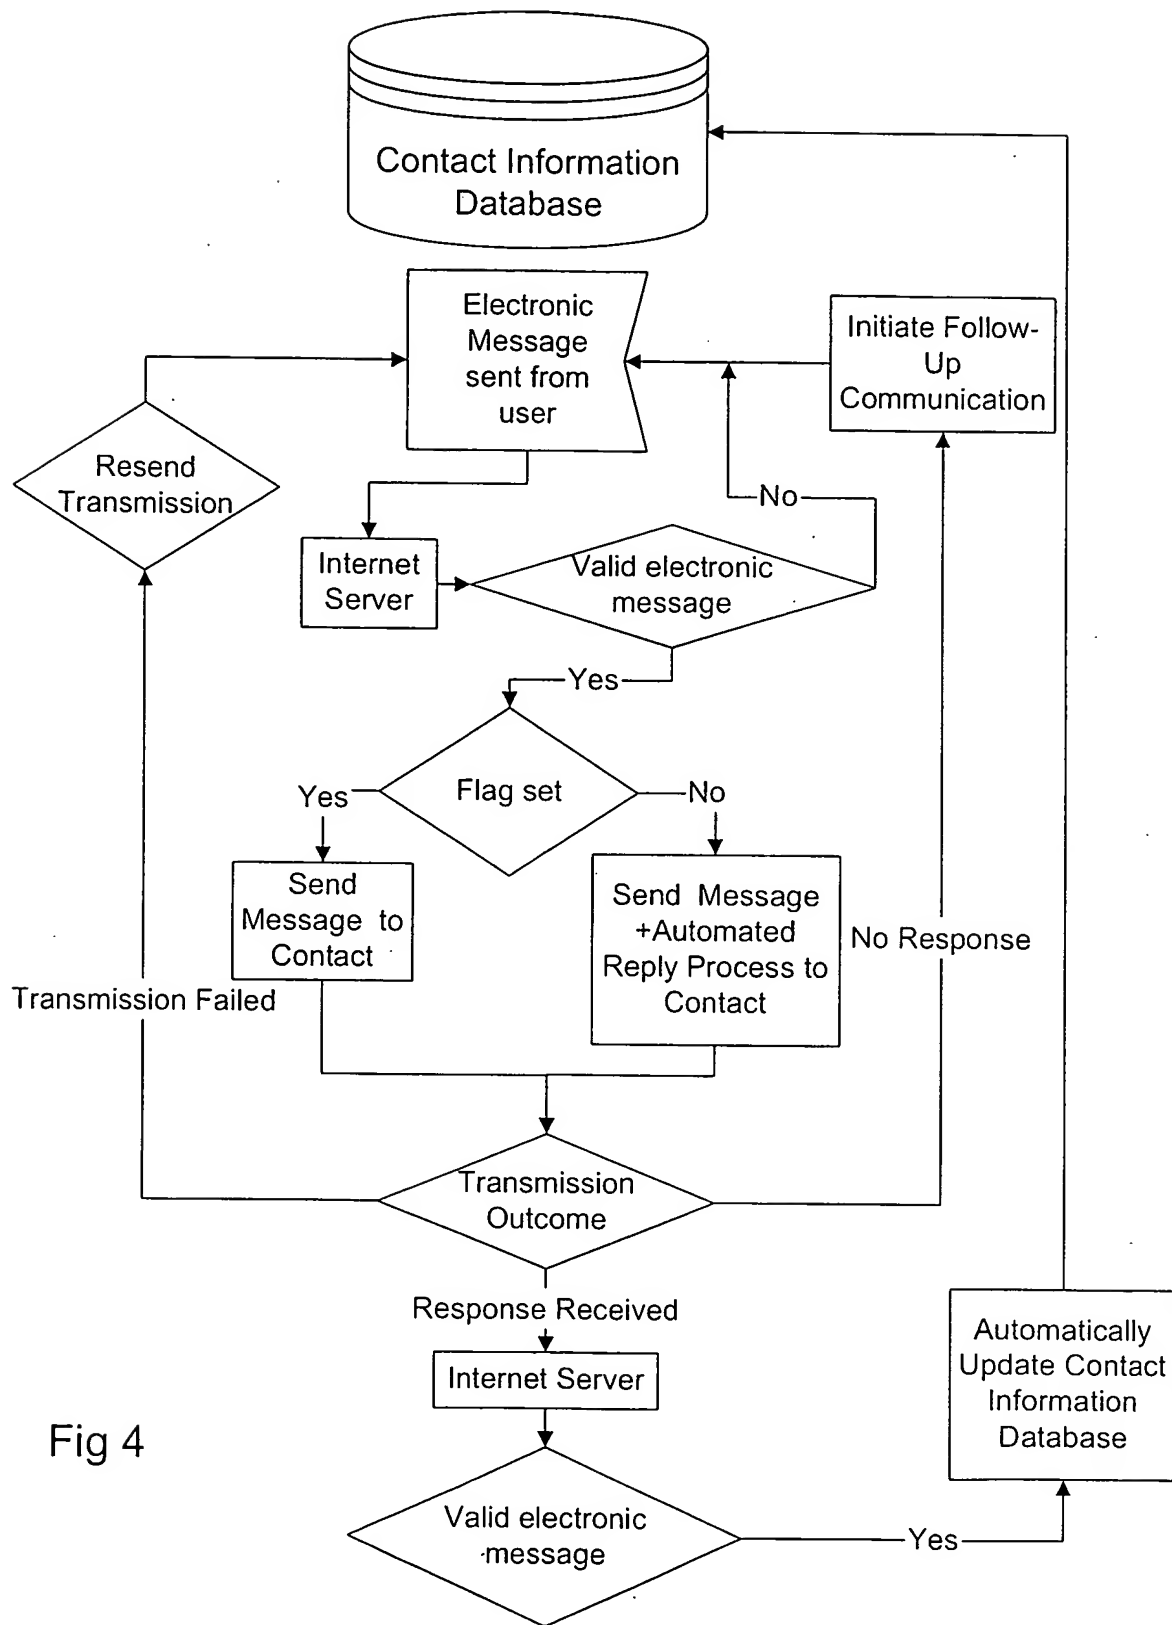 Contact Information
Database
Electronic
Message
sent from
user
Initiate Follow-
Up
Communication
Resend
Transmission
No
Internet
Server
Valid electronic
message
Yes
Flag set
Yes
No
Send
Message to
Contact
Send Message
+Automated
Reply Process to
Contact
No Response
Transmission Failed
Transmission
Outcome
Response Received
Internet Server
Automatically
Update Contact
Information
Database
Fig 4
Valid electronic
message
Yes